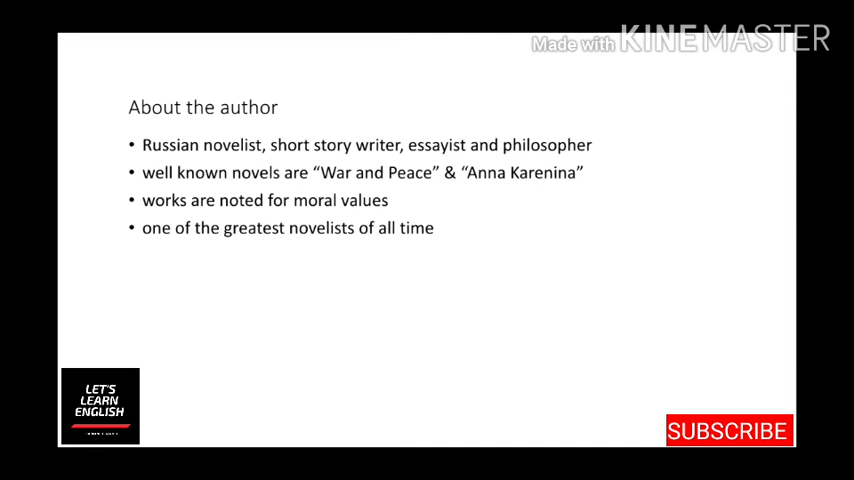 Made with KINEMASTER
About the author
• Russian novelist, short story writer, essayist and philosopher
• well known novels are “War and Peace” & “Anna Karenina”
• works are noted for moral values
• one of the greatest novelists of all time
LET'S
LEARN
ENGLISH
SUBSCRIBE